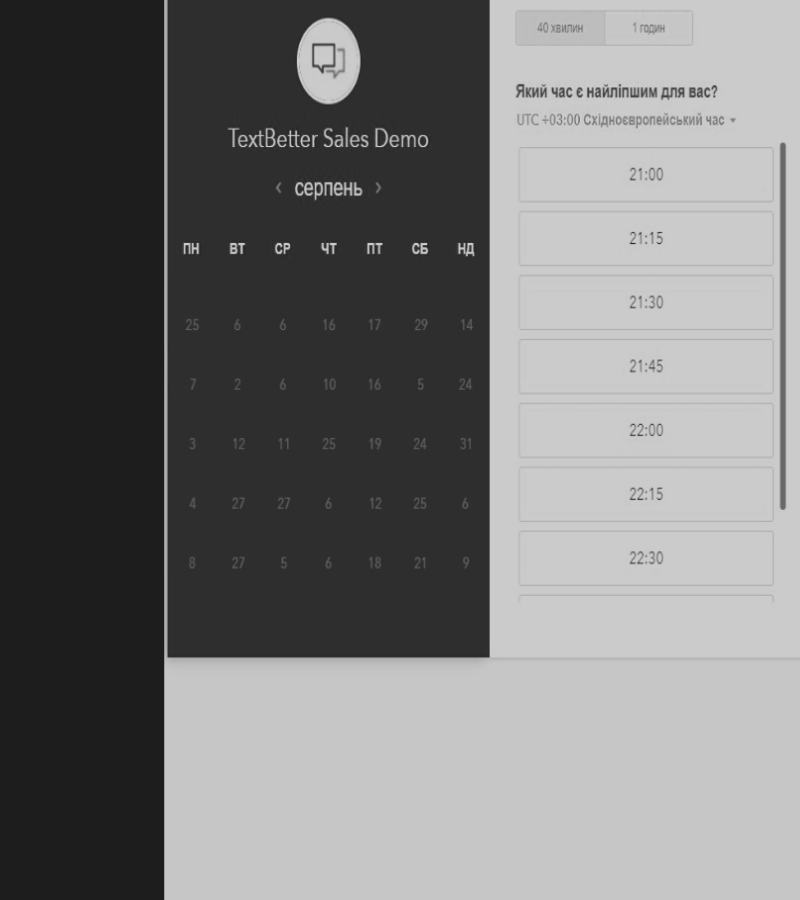 TextBetter Sales Demo
‹ серпень ›
ПН ВТ СР ЧТ ПТ СБ НД
25 6 6 16 17 29 14
7 2 6 10 16 5 24
3 12 11 25 19 24 31
4 27 27 6 12 25 6
8 27 5 6 18 21 9
40 хвилин 1 годин
Який час є найліпшим для вас?
UTC +03:00 Східноєвропейський час
21:00
21:15
21:30
21:45
22:00
22:15
22:30